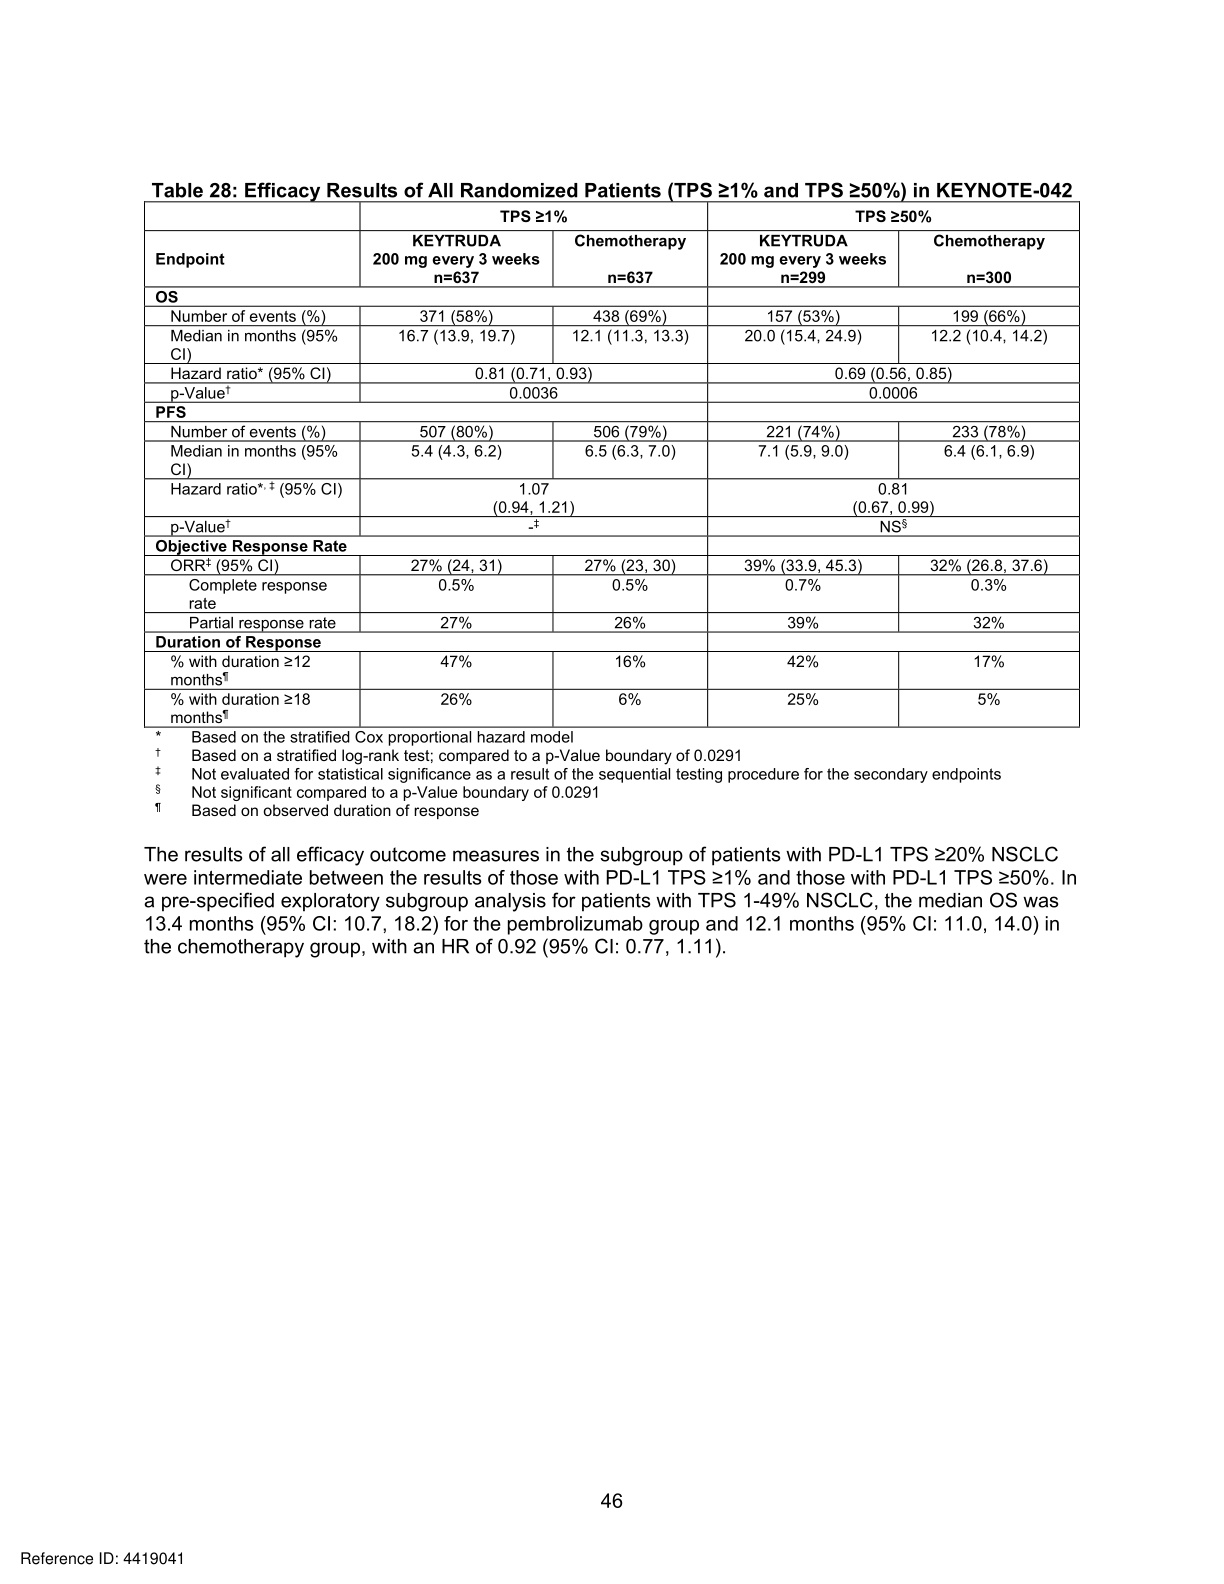 Table 28: Efficacy Results of All Randomized Patients (TPS ≥1% and TPS ≥50%) in KEYNOTE-042
TPS ≥1% TPS ≥50%
Endpoint KEYTRUDA 200 mg every 3 weeks n=637 Chemotherapy n=637 KEYTRUDA 200 mg every 3 weeks n=299 Chemotherapy n=300
OS
Number of events (%) 371 (58%) 438 (69%) 157 (53%) 199 (66%)
Median in months (95% CI) 16.7 (13.9, 19.7) 12.1 (11.3, 13.3) 20.0 (15.4, 24.9) 12.2 (10.4, 14.2)
Hazard ratio* (95% CI) 0.81 (0.71, 0.93) 0.69 (0.56, 0.85)
p-Value† 0.0036 0.0006
PFS
Number of events (%) 507 (80%) 506 (79%) 221 (74%) 233 (78%)
Median in months (95% CI) 5.4 (4.3, 6.2) 6.5 (6.3, 7.0) 7.1 (5.9, 9.0) 6.4 (6.1, 6.9)
Hazard ratio*, ‡ (95% CI) 1.07 (0.94, 1.21) 0.81 (0.67, 0.99)
p-Value† -‡ NS§
Objective Response Rate
ORR‡ (95% CI) 27% (24, 31) 27% (23, 30) 39% (33.9, 45.3) 32% (26.8, 37.6)
Complete response rate 0.5% 0.5% 0.7% 0.3%
Partial response rate 27% 26% 39% 32%
Duration of Response
% with duration ≥12 months¶ 47% 16% 42% 17%
% with duration ≥18 months¶ 26% 6% 25% 5%
* Based on the stratified Cox proportional hazard model
† Based on a stratified log-rank test; compared to a p-Value boundary of 0.0291
‡ Not evaluated for statistical significance as a result of the sequential testing procedure for the secondary endpoints
§ Not significant compared to a p-Value boundary of 0.0291
¶ Based on observed duration of response
The results of all efficacy outcome measures in the subgroup of patients with PD-L1 TPS ≥20% NSCLC
were intermediate between the results of those with PD-L1 TPS ≥1% and those with PD-L1 TPS ≥50%. In
a pre-specified exploratory subgroup analysis for patients with TPS 1-49% NSCLC, the median OS was
13.4 months (95% CI: 10.7, 18.2) for the pembrolizumab group and 12.1 months (95% CI: 11.0, 14.0) in
the chemotherapy group, with an HR of 0.92 (95% CI: 0.77, 1.11).
46
Reference ID: 4419041